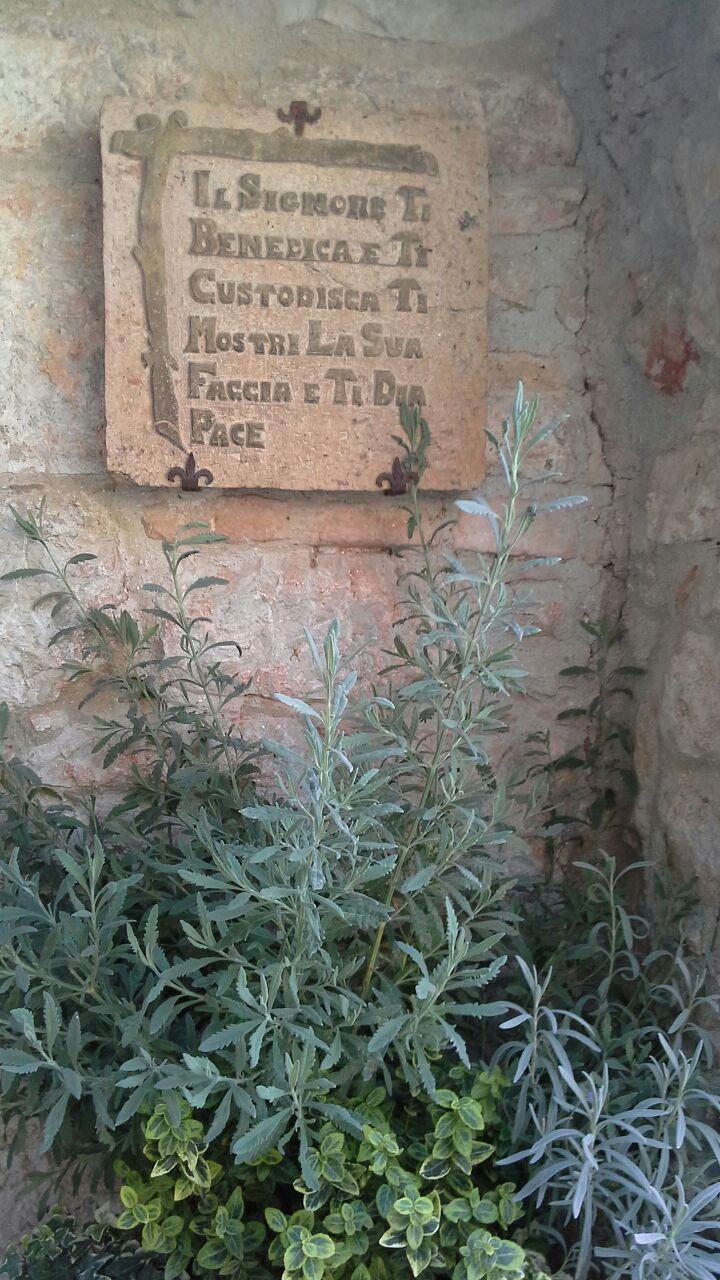 IL SIGNORE TI
BENEDICA E TI
CUSTODISCA TI
MOSTRI LA SUA
FACCIA E TI DIA
PACE